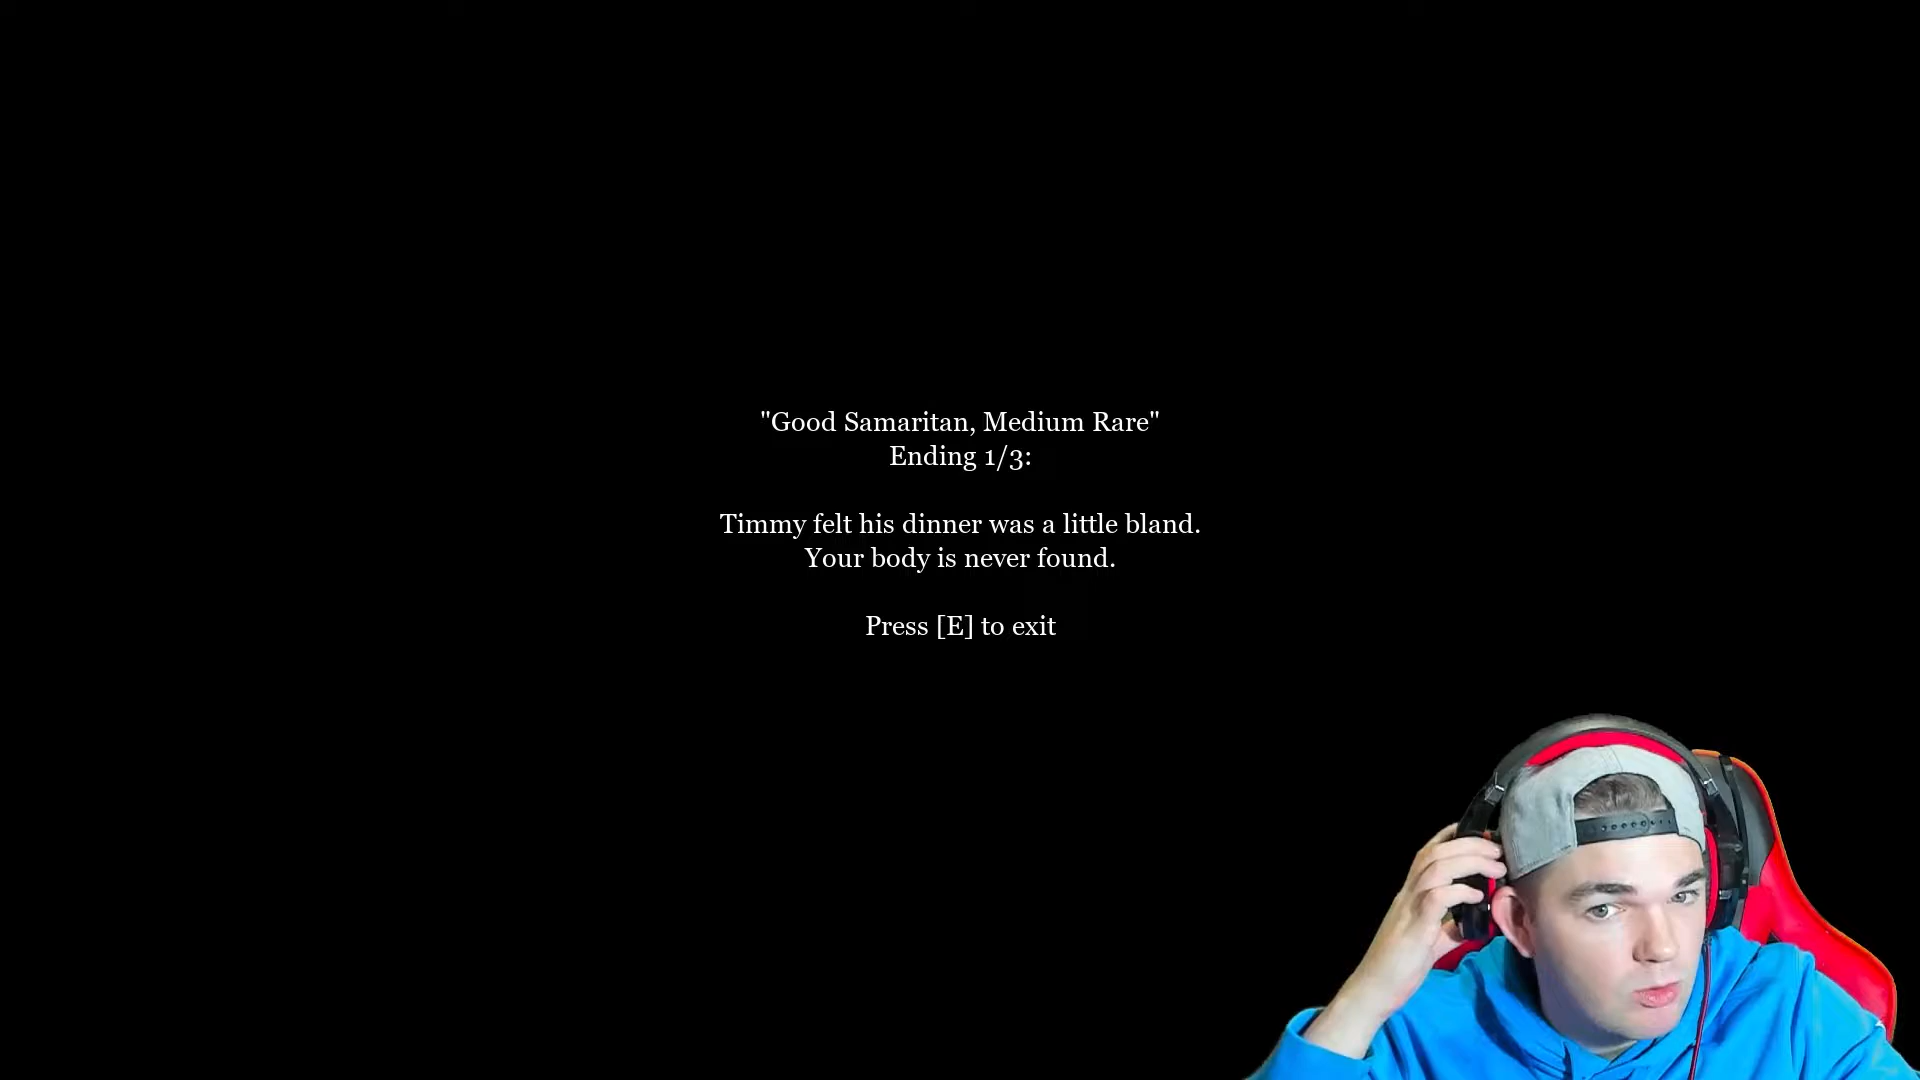 "Good Samaritan, Medium Rare"
Ending 1/3:
Timmy felt his dinner was a little bland.
Your body is never found.
Press [E] to exit